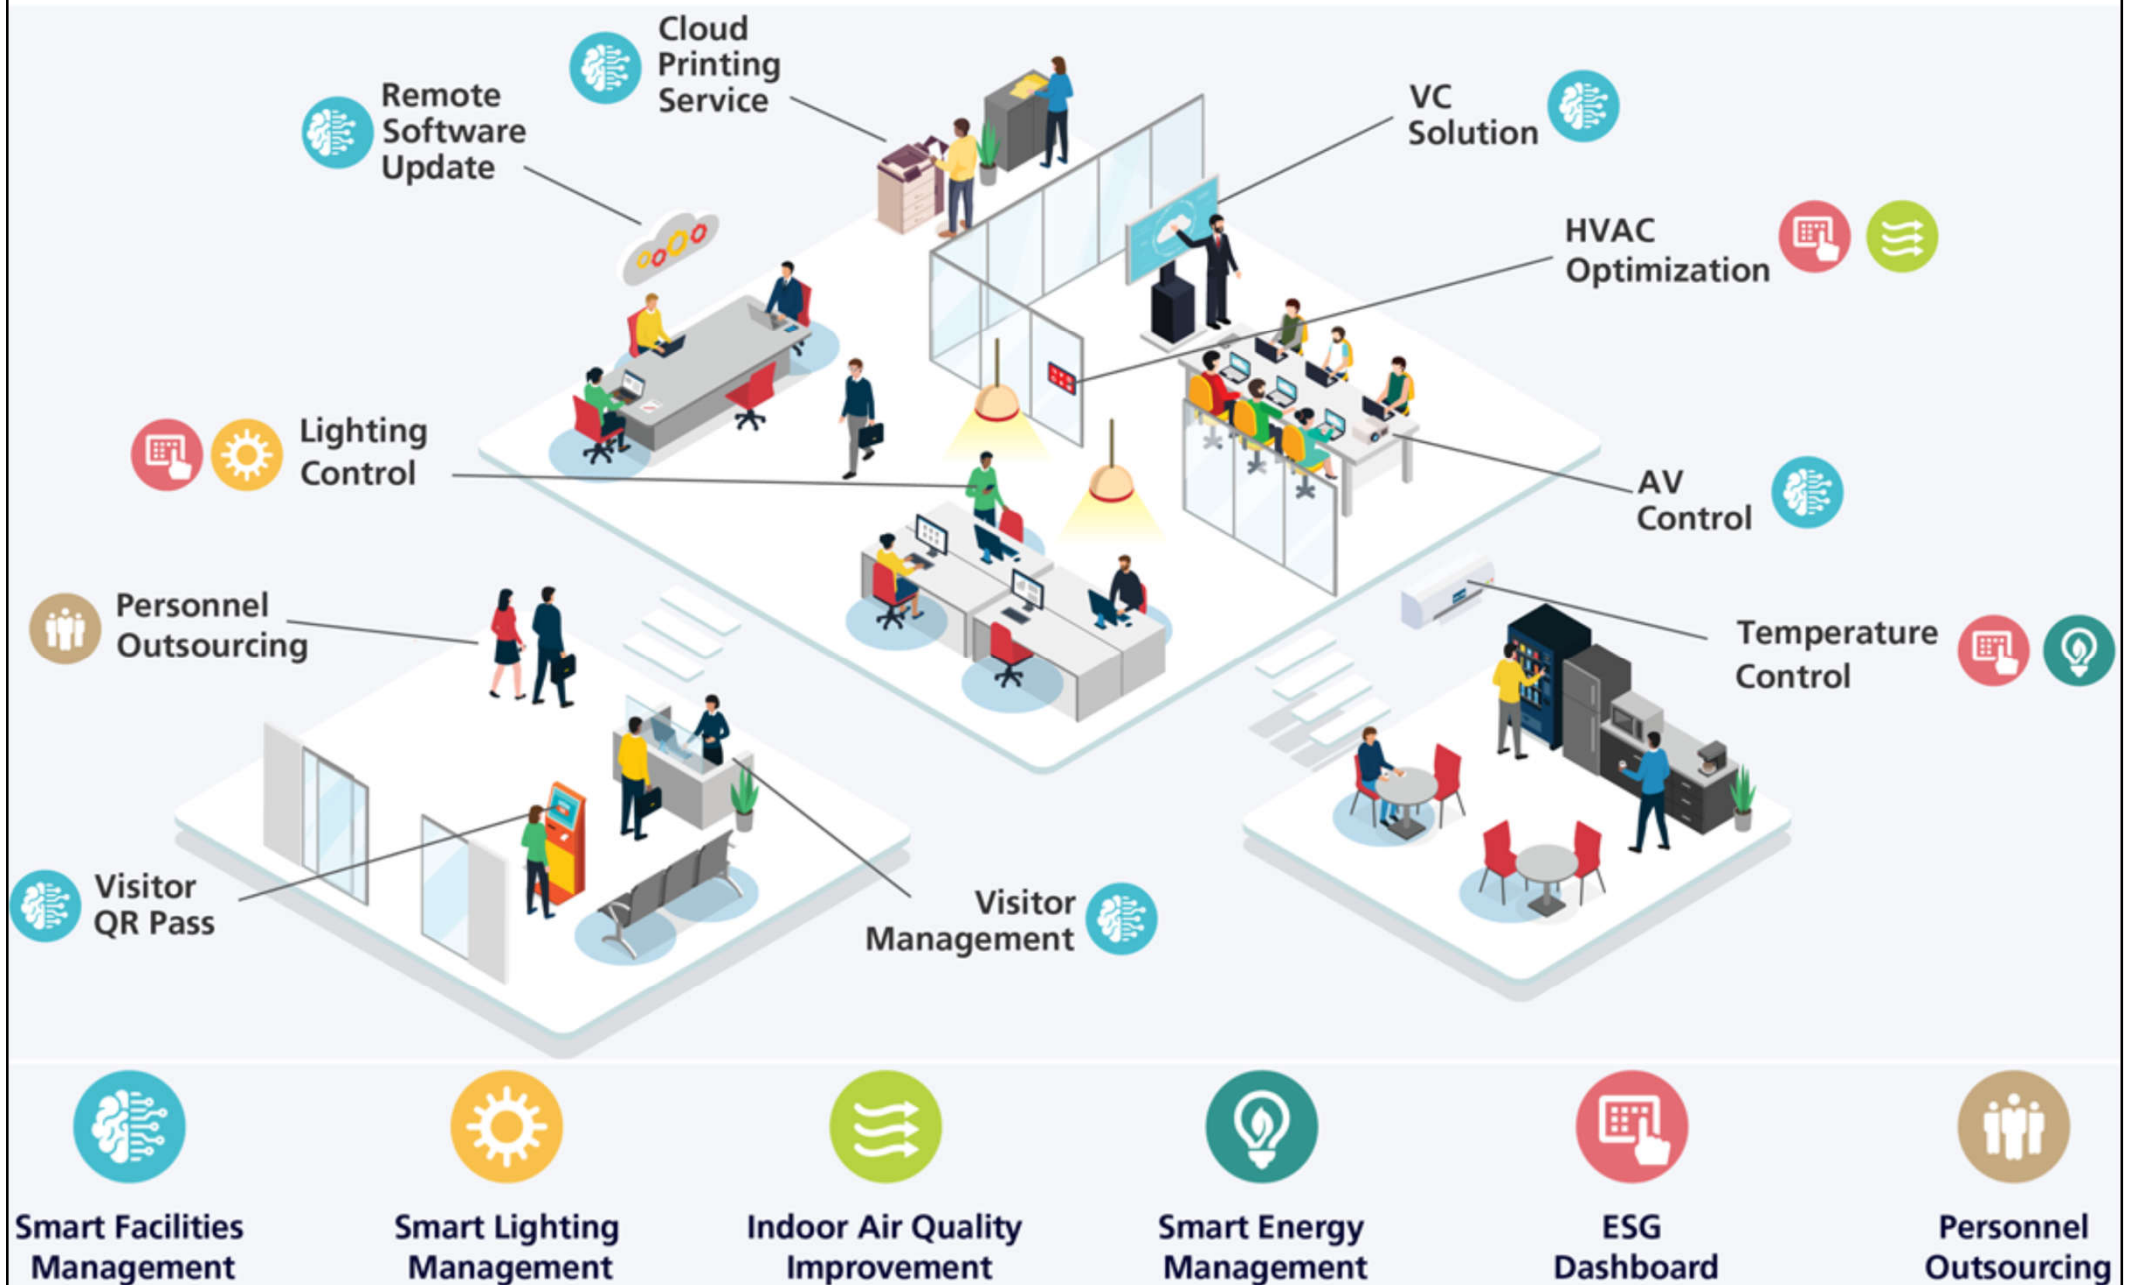 Cloud
Printing
Service
Remote
Software
Update
VC
Solution
HVAC
Optimization
Lighting
Control
AV
Control
Personnel
Outsourcing
Temperature
Control
Visitor
QR Pass
Visitor
Management
Smart Facilities
Management
Smart Lighting
Management
Indoor Air Quality
Improvement
Smart Energy
Management
ESG
Dashboard
Personnel
Outsourcing